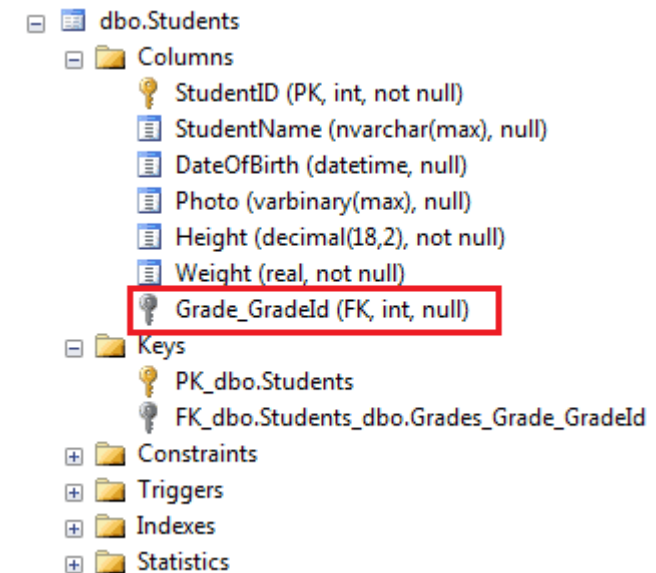 dbo.Students
Columns
StudentID (PK, int, not null)
StudentName (nvarchar(max), null)
DateOfBirth (datetime, null)
Photo (varbinary(max), null)
Height (decimal(18,2), not null)
Weight (real, not null)
Grade_GradeId (FK, int, null)
Keys
PK_dbo.Students
FK_dbo.Students_dbo.Grades_Grade_GradeId
Constraints
Triggers
Indexes
Statistics